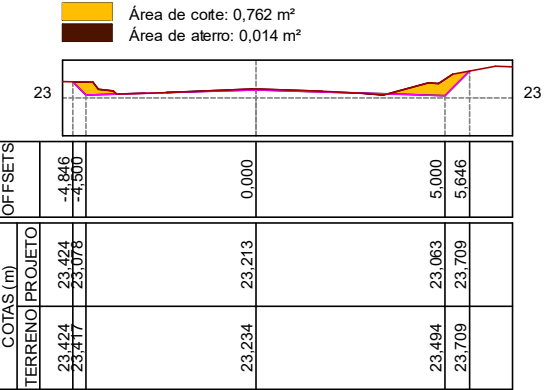 Área de corte: 0,762 m²
Área de aterro: 0,014 m²
23
23
OFFSETS
-4,846
-4,500
0,000
5,000
5,646
COTAS (m)
PROJETO
23,424
23,078
23,213
23,063
23,709
TERRENO
23,424
23,417
23,234
23,494
23,709